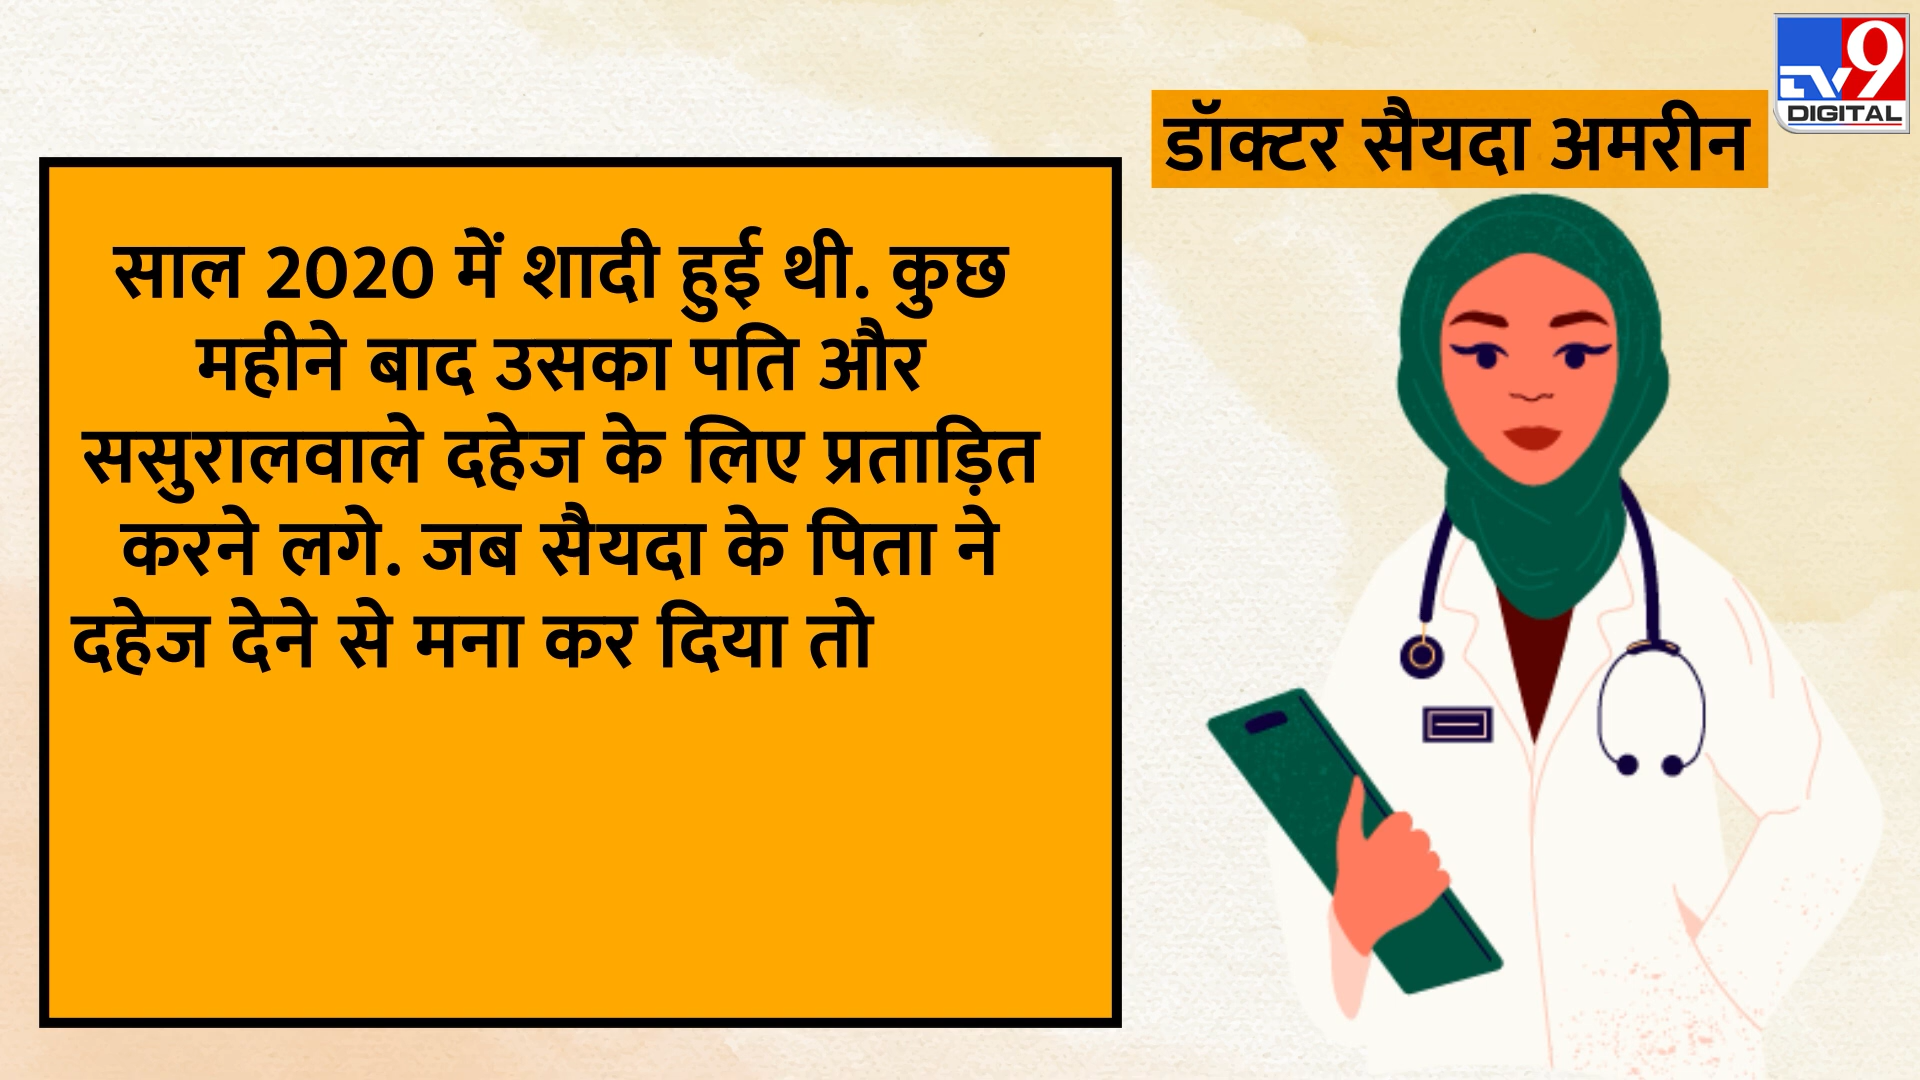 TV9
DIGITAL
डॉक्टर सैयदा अमरीन
साल 2020 में शादी हुई थी. कुछ
महीने बाद उसका पति और
ससुरालवाले दहेज के लिए प्रताड़ित
करने लगे. जब सैयदा के पिता ने
दहेज देने से मना कर दिया तो